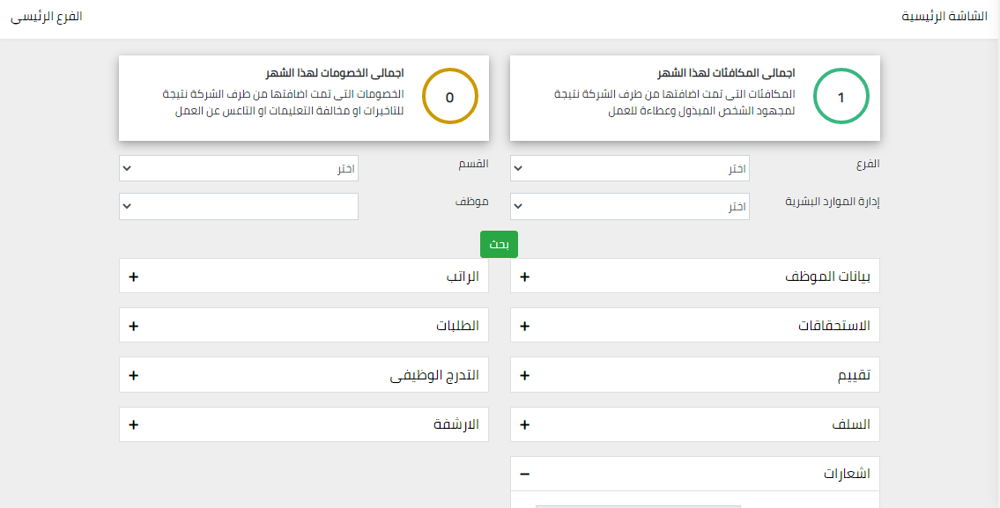 الشاشة الرئيسية
الفرع الرئيسي
اجمالى المكافئات لهذا الشهر
1
المكافئات التى تمت اضافتها من طرف الشركة نتيجة
لمجهود الشخص المبذول وعطاءة للعمل
اجمالى الخصومات لهذا الشهر
0
الخصومات التى تمت اضافتها من طرف الشركة نتيجة
للتاخيرات او مخالفة التعليمات او التاعس عن العمل
الفرع
اختر
القسم
اختر
إدارة الموارد البشرية
اختر
موظف
بحث
بيانات الموظف +
الراتب +
الاستحقاقات +
الطلبات +
تقييم +
التدرج الوظيفى +
السلف +
الارشفة +
اشعارات −